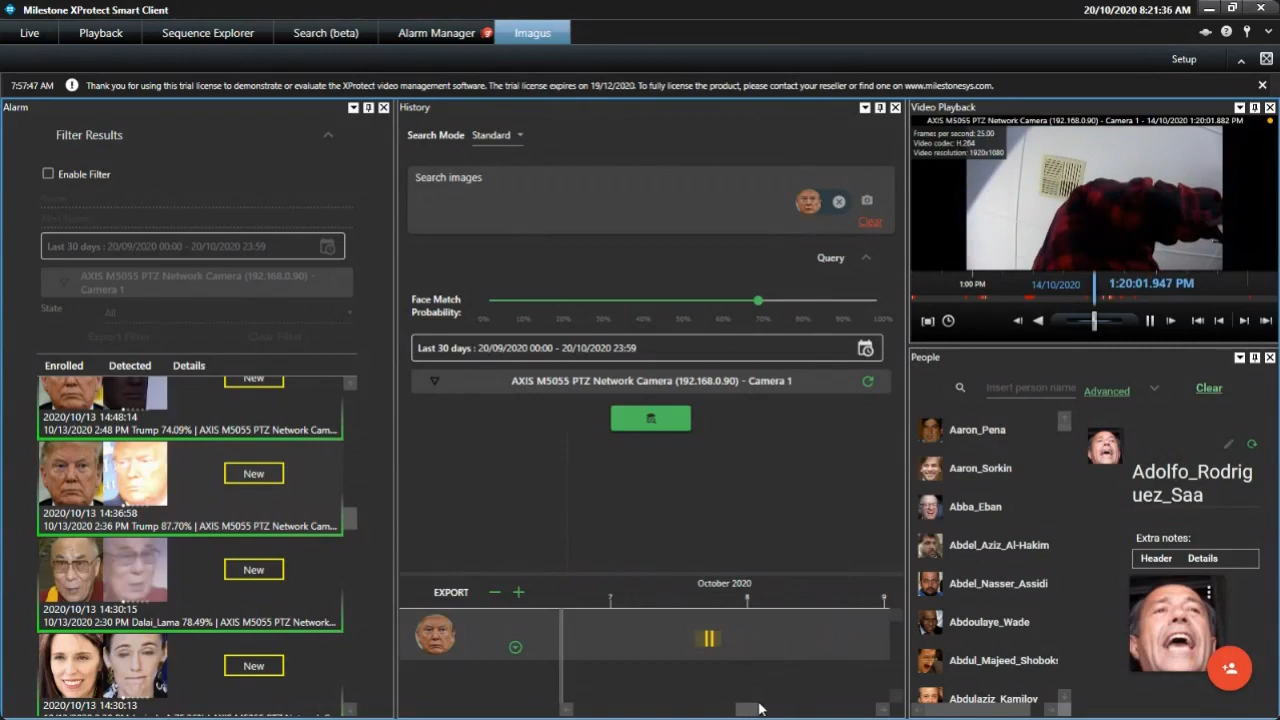 Milestone XProtect Smart Client
20/10/2020 8:21:36 AM
Live
Playback
Sequence Explorer
Search (beta)
Alarm Manager
9
Imagus
Setup
7:57:47 AM
Thank you for using this trial license to demonstrate or evaluate the XProtect video management software. The trial license expires on 19/12/2020. To fully license the product, please contact your reseller or find one on www.milestonesys.com.
Alarm
Filter Results
Enable Filter
Last 30 days : 20/09/2020 00:00 - 20/10/2020 23:59
AXIS M5055 PTZ Network Camera (192.168.0.90) -
Camera 1
State
All
Export Filter
Clear Filter
Enrolled
Detected
Details
New
2020/10/13 14:48:14
10/13/2020 2:48 PM Trump 74.09% | AXIS M5055 PTZ Network Cam...
New
2020/10/13 14:36:58
10/13/2020 2:36 PM Trump 87.70% | AXIS M5055 PTZ Network Cam...
New
2020/10/13 14:30:15
10/13/2020 2:30 PM Dalai_Lama 78.49% | AXIS M5055 PTZ Network Cam...
New
2020/10/13 14:30:13
History
Search Mode
Standard
Search images
Clear
Query
Face Match
Probability:
0%
10%
20%
30%
40%
50%
60%
70%
80%
90%
100%
Last 30 days : 20/09/2020 00:00 - 20/10/2020 23:59
AXIS M5055 PTZ Network Camera (192.168.0.90) - Camera 1
EXPORT
October 2020
7
8
9
Video Playback
AXIS M5055 PTZ Network Camera (192.168.0.90) - Camera 1 - 14/10/2020 1:20:01.882 PM
Frames per second: 25.00
Video codec: H.264
Video resolution: 1920x1080
1:00 PM
14/10/2020
1:20:01.947 PM
People
Insert person name
Advanced
Clear
Aaron_Pena
Aaron_Sorkin
Abba_Eban
Abdel_Aziz_Al-Hakim
Abdel_Nasser_Assidi
Abdoulaye_Wade
Abdul_Majeed_Shoboks
Abdulaziz_Kamilov
Adolfo_Rodrig
uez_Saa
Extra notes:
Header
Details